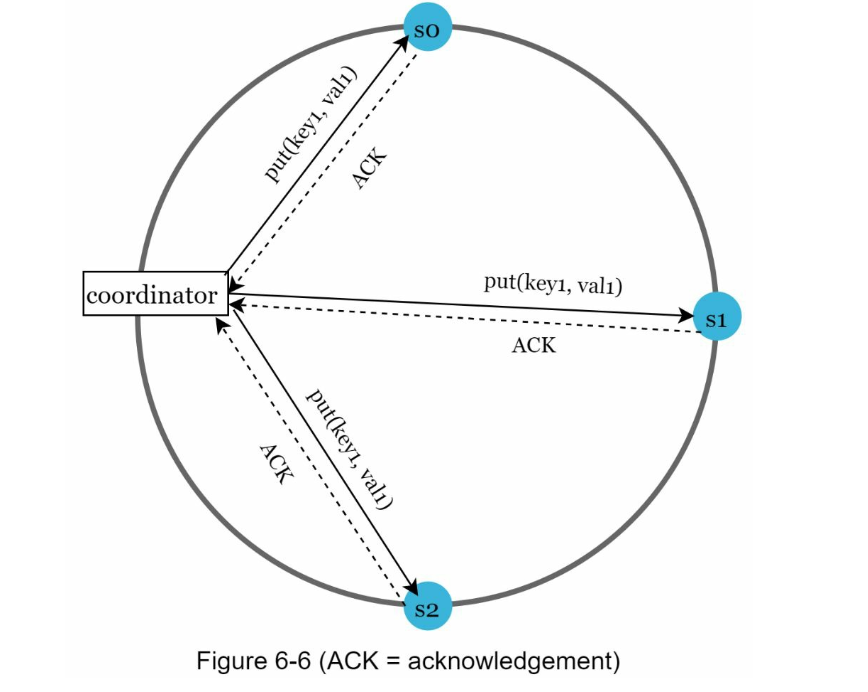 s0
put(key1, val1)
ACK
coordinator
put(key1, val1)
s1
ACK
put(key1, val1)
ACK
s2
Figure 6-6 (ACK = acknowledgement)